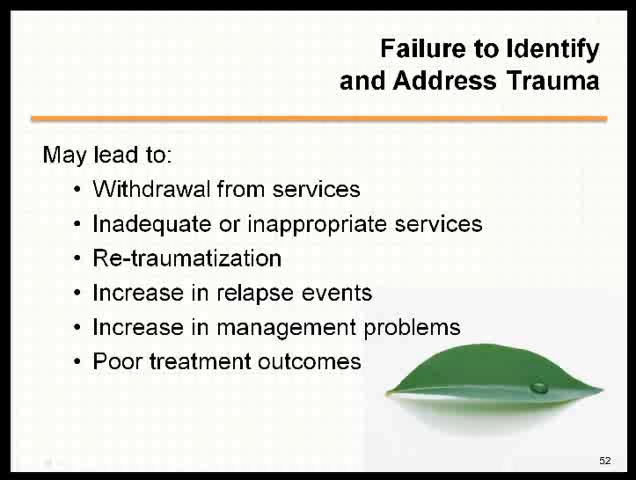 Failure to Identify
and Address Trauma
May lead to:
• Withdrawal from services
• Inadequate or inappropriate services
• Re-traumatization
• Increase in relapse events
• Increase in management problems
• Poor treatment outcomes
52